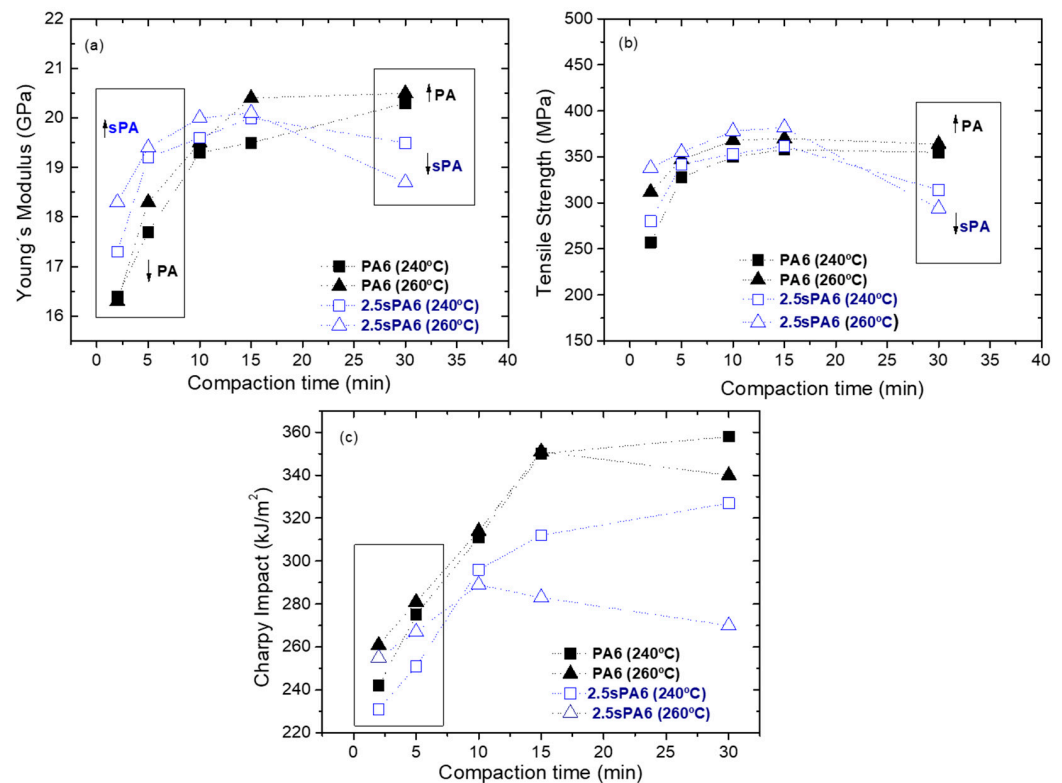 (a)
22
21
20
19
18
17
16
Young´s Modulus (GPa)
sPA
PA
PA
sPA
PA6 (240ºC)
PA6 (260ºC)
2.5sPA6 (240ºC)
2.5sPA6 (260ºC)
0 5 10 15 20 25 30 35 40
Compaction time (min)
(b)
500
450
400
350
300
250
200
150
Tensile Strength (MPa)
PA
sPA
PA6 (240ºC)
PA6 (260ºC)
2.5sPA6 (240ºC)
2.5sPA6 (260ºC)
0 5 10 15 20 25 30 35 40
Compaction time (min)
(c)
360
340
320
300
280
260
240
220
Charpy Impact (kJ/m²)
PA6 (240ºC)
PA6 (260ºC)
2.5sPA6 (240ºC)
2.5sPA6 (260ºC)
0 5 10 15 20 25 30
Compaction time (min)